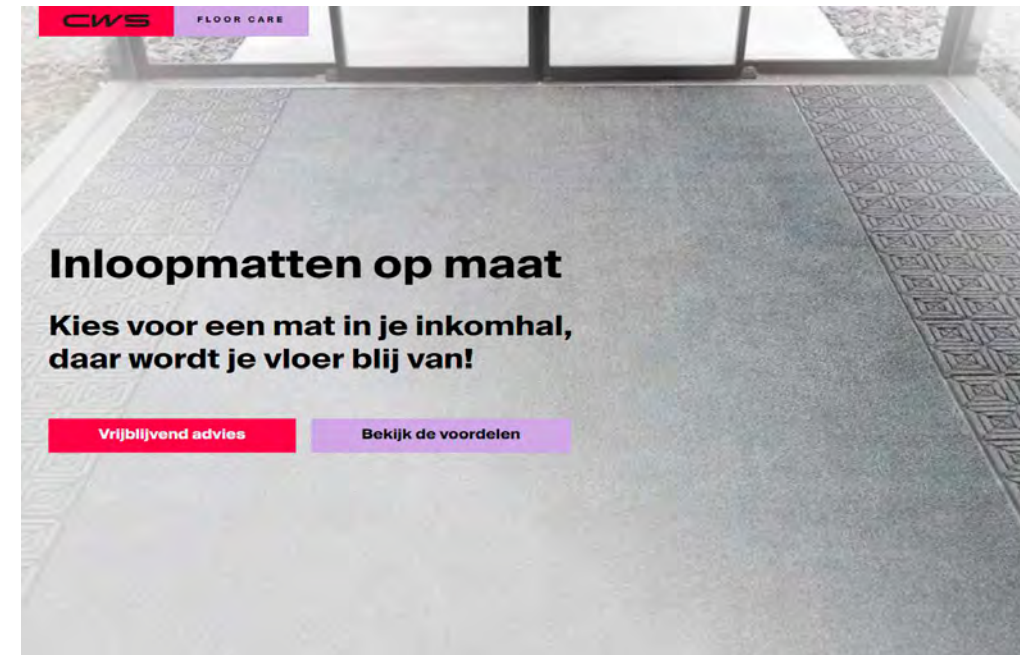 CWS
FLOOR CARE
Inloopmatten op maat
Kies voor een mat in je inkomhal,
daar wordt je vloer blij van!
Vrijblijvend advies
Bekijk de voordelen